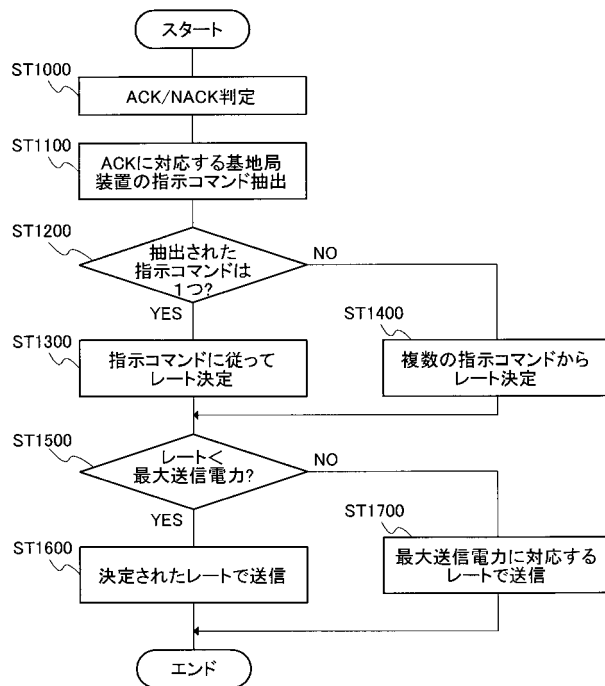 スタート
ST1000
ACK/NACK判定
ST1100
ACKに対応する基地局
装置の指示コマンド抽出
ST1200
抽出された
指示コマンドは
1つ?
NO
YES
ST1300
指示コマンドに従って
レート決定
ST1400
複数の指示コマンドから
レート決定
ST1500
レート<
最大送信電力?
NO
YES
ST1600
決定されたレートで送信
ST1700
最大送信電力に対応する
レートで送信
エンド